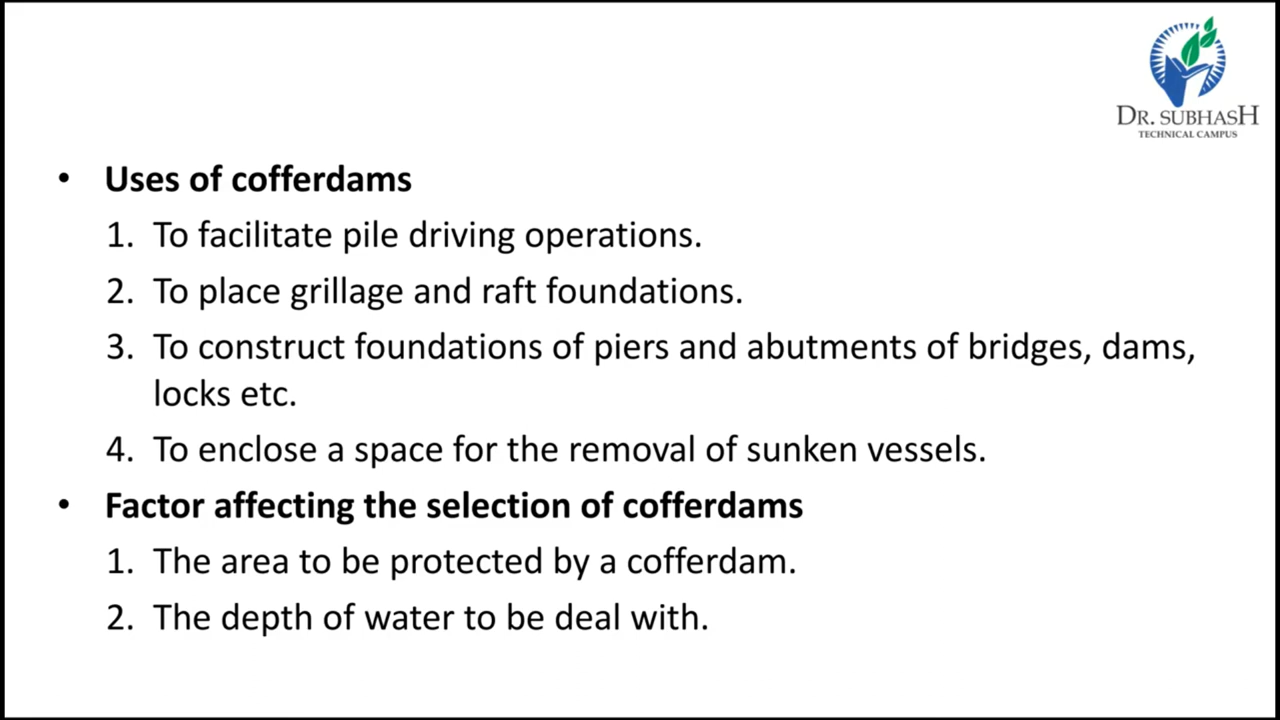 DR. SUBHASH
TECHNICAL CAMPUS
• Uses of cofferdams
1. To facilitate pile driving operations.
2. To place grillage and raft foundations.
3. To construct foundations of piers and abutments of bridges, dams,
locks etc.
4. To enclose a space for the removal of sunken vessels.
• Factor affecting the selection of cofferdams
1. The area to be protected by a cofferdam.
2. The depth of water to be deal with.